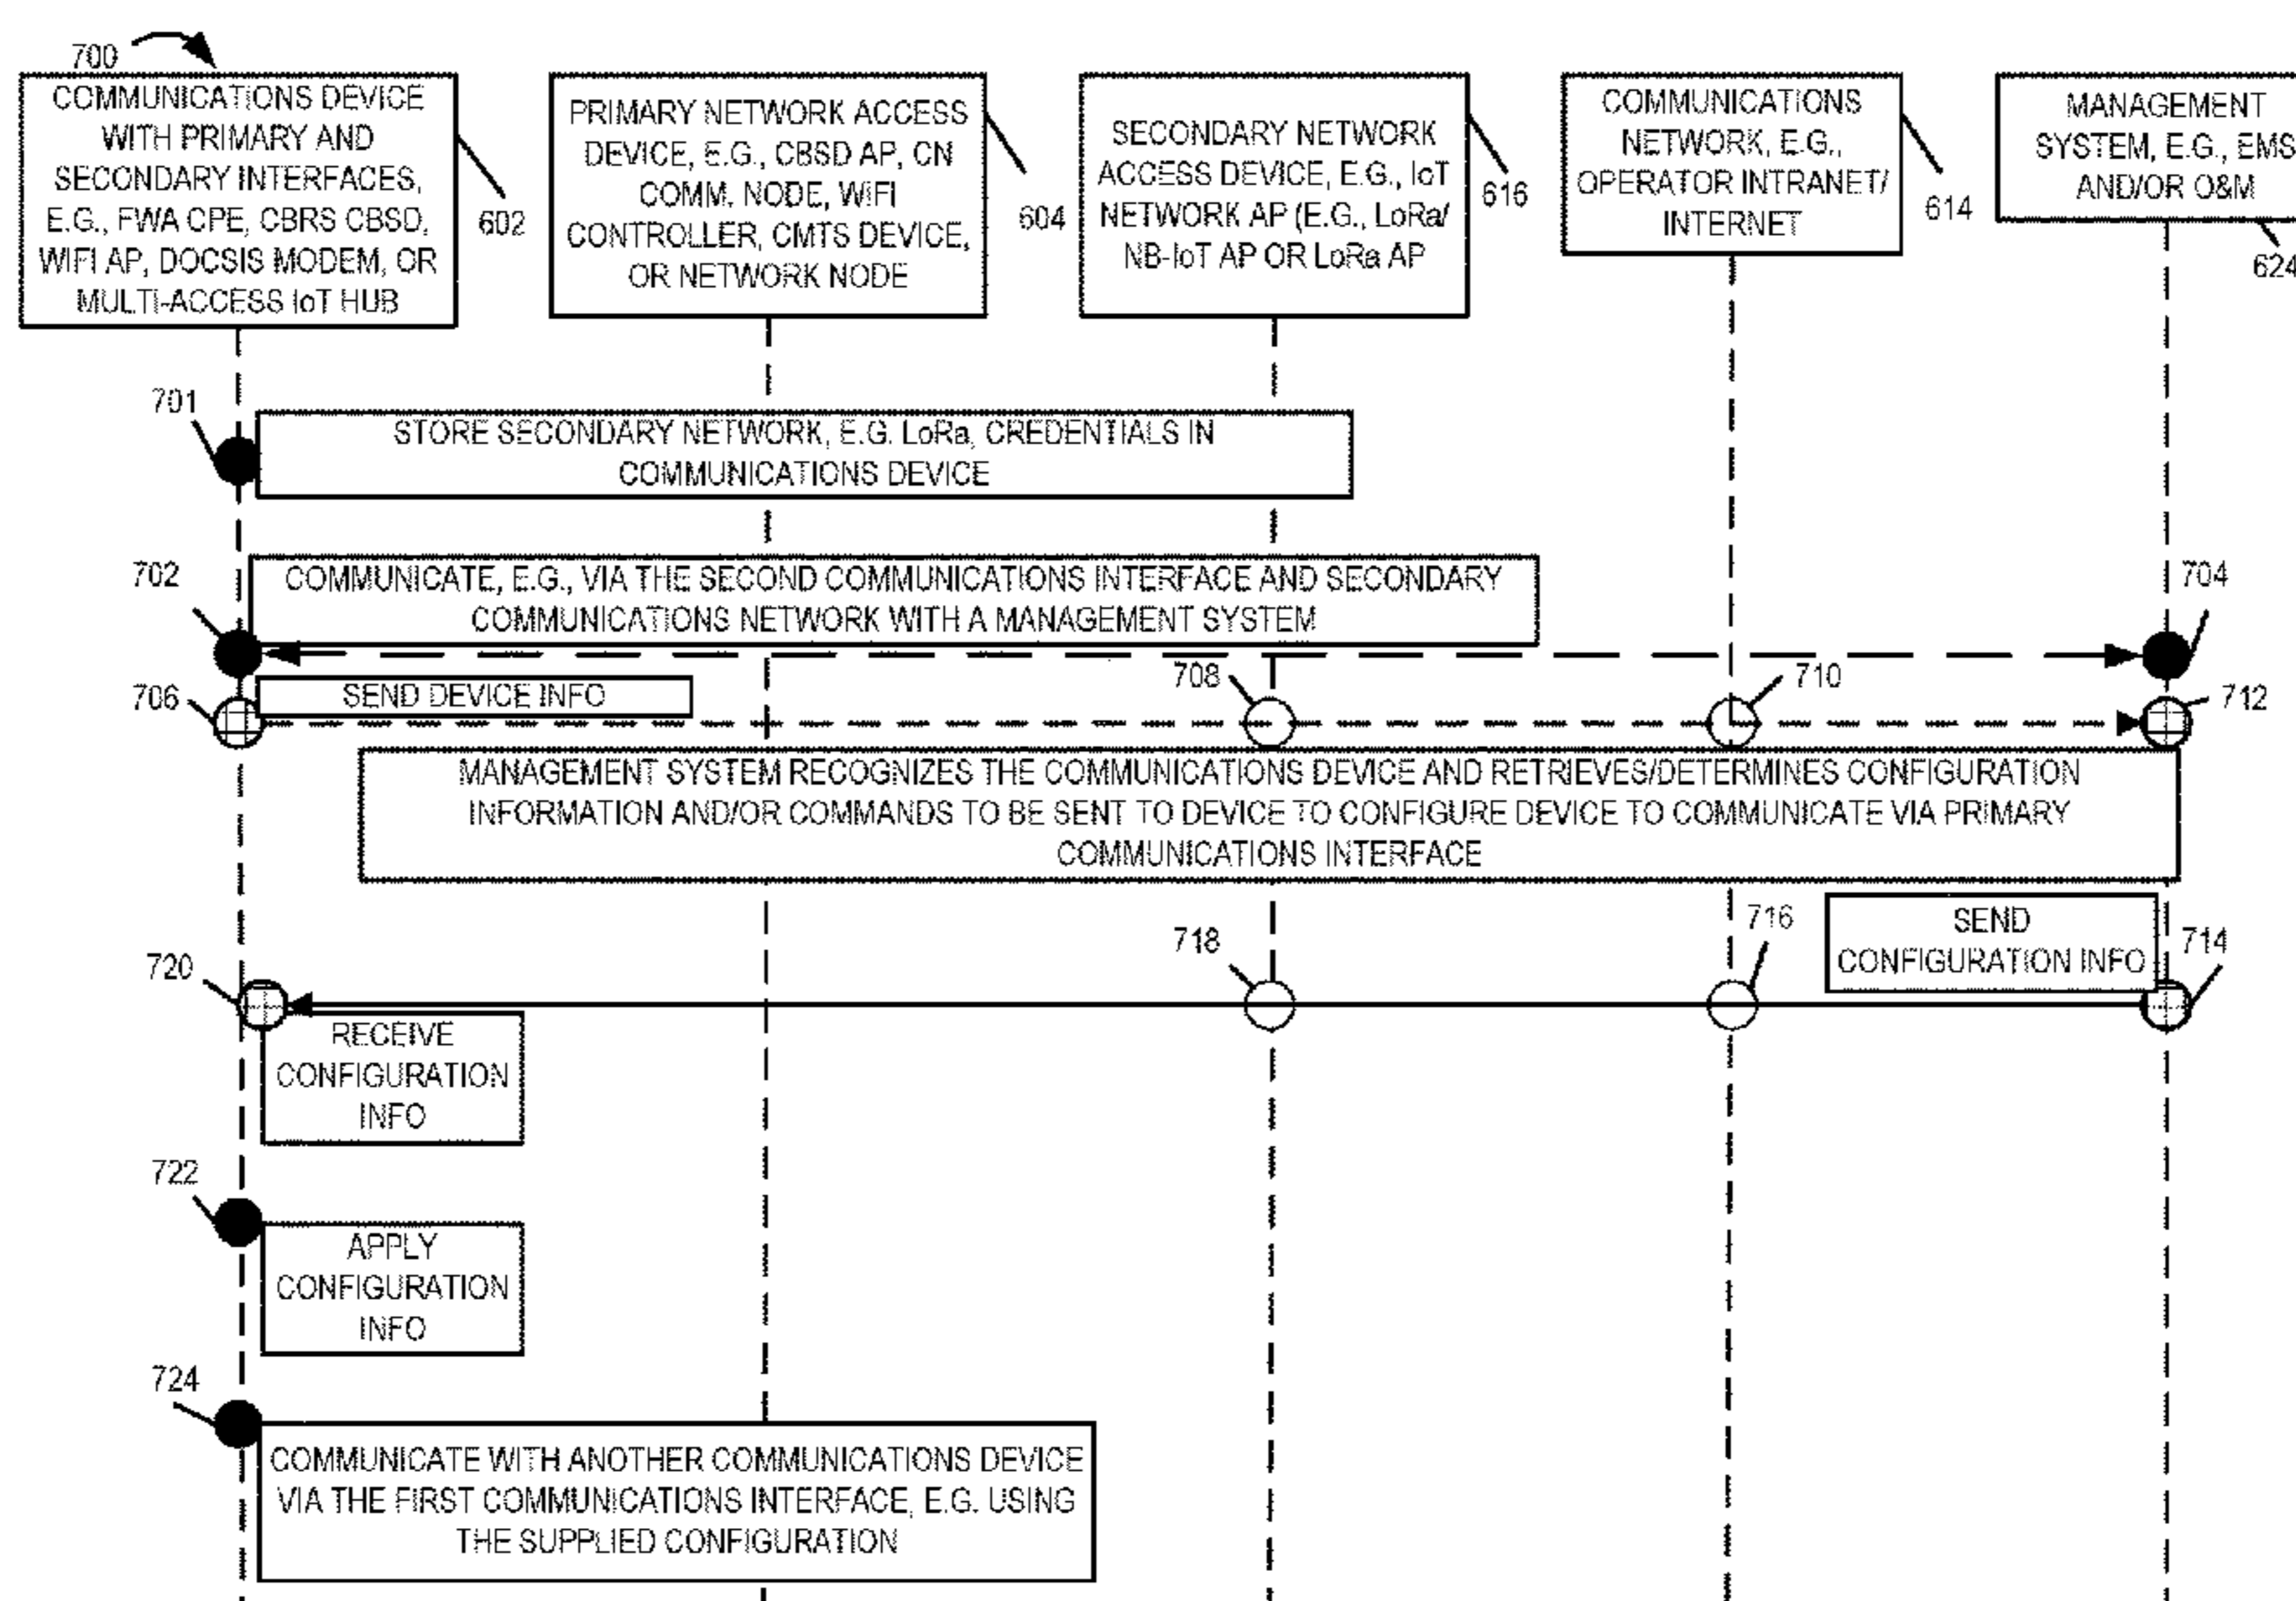 700
COMMUNICATIONS DEVICE
WITH PRIMARY AND
SECONDARY INTERFACES,
E.G., FWA CPE, CBRS CBSD,
WIFI AP, DOCSIS MODEM, OR
MULTI-ACCESS IoT HUB
602
PRIMARY NETWORK ACCESS
DEVICE, E.G., CBSD AP, CN
COMM. NODE, WIFI
CONTROLLER, CMTS DEVICE,
OR NETWORK NODE
604
SECONDARY NETWORK
ACCESS DEVICE, E.G., IoT
NETWORK AP (E.G., LoRa/
NB-IoT AP OR LoRa AP
616
COMMUNICATIONS
NETWORK, E.G.,
OPERATOR INTRANET/
INTERNET
614
MANAGEMENT
SYSTEM, E.G., EMS
AND/OR O&M
624
701
STORE SECONDARY NETWORK, E.G. LoRa, CREDENTIALS IN
COMMUNICATIONS DEVICE
702
COMMUNICATE, E.G., VIA THE SECOND COMMUNICATIONS INTERFACE AND SECONDARY
COMMUNICATIONS NETWORK WITH A MANAGEMENT SYSTEM
704
706
SEND DEVICE INFO
708
710
712
MANAGEMENT SYSTEM RECOGNIZES THE COMMUNICATIONS DEVICE AND RETRIEVES/DETERMINES CONFIGURATION
INFORMATION AND/OR COMMANDS TO BE SENT TO DEVICE TO CONFIGURE DEVICE TO COMMUNICATE VIA PRIMARY
COMMUNICATIONS INTERFACE
SEND
CONFIGURATION INFO
714
716
718
720
RECEIVE
CONFIGURATION
INFO
722
APPLY
CONFIGURATION
INFO
724
COMMUNICATE WITH ANOTHER COMMUNICATIONS DEVICE
VIA THE FIRST COMMUNICATIONS INTERFACE, E.G. USING
THE SUPPLIED CONFIGURATION